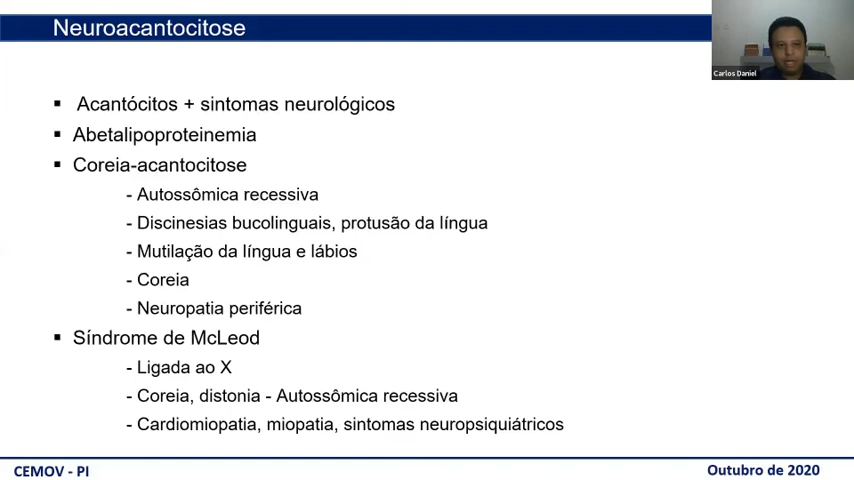 Neuroacantocitose
Carlos Daniel
▪ Acantócitos + sintomas neurológicos
▪ Abetalipoproteinemia
▪ Coreia-acantocitose
- Autossômica recessiva
- Discinesias bucolinguais, protusão da língua
- Mutilação da língua e lábios
- Coreia
- Neuropatia periférica
▪ Síndrome de McLeod
- Ligada ao X
- Coreia, distonia - Autossômica recessiva
- Cardiomiopatia, miopatia, sintomas neuropsiquiátricos
CEMOV - PI
Outubro de 2020